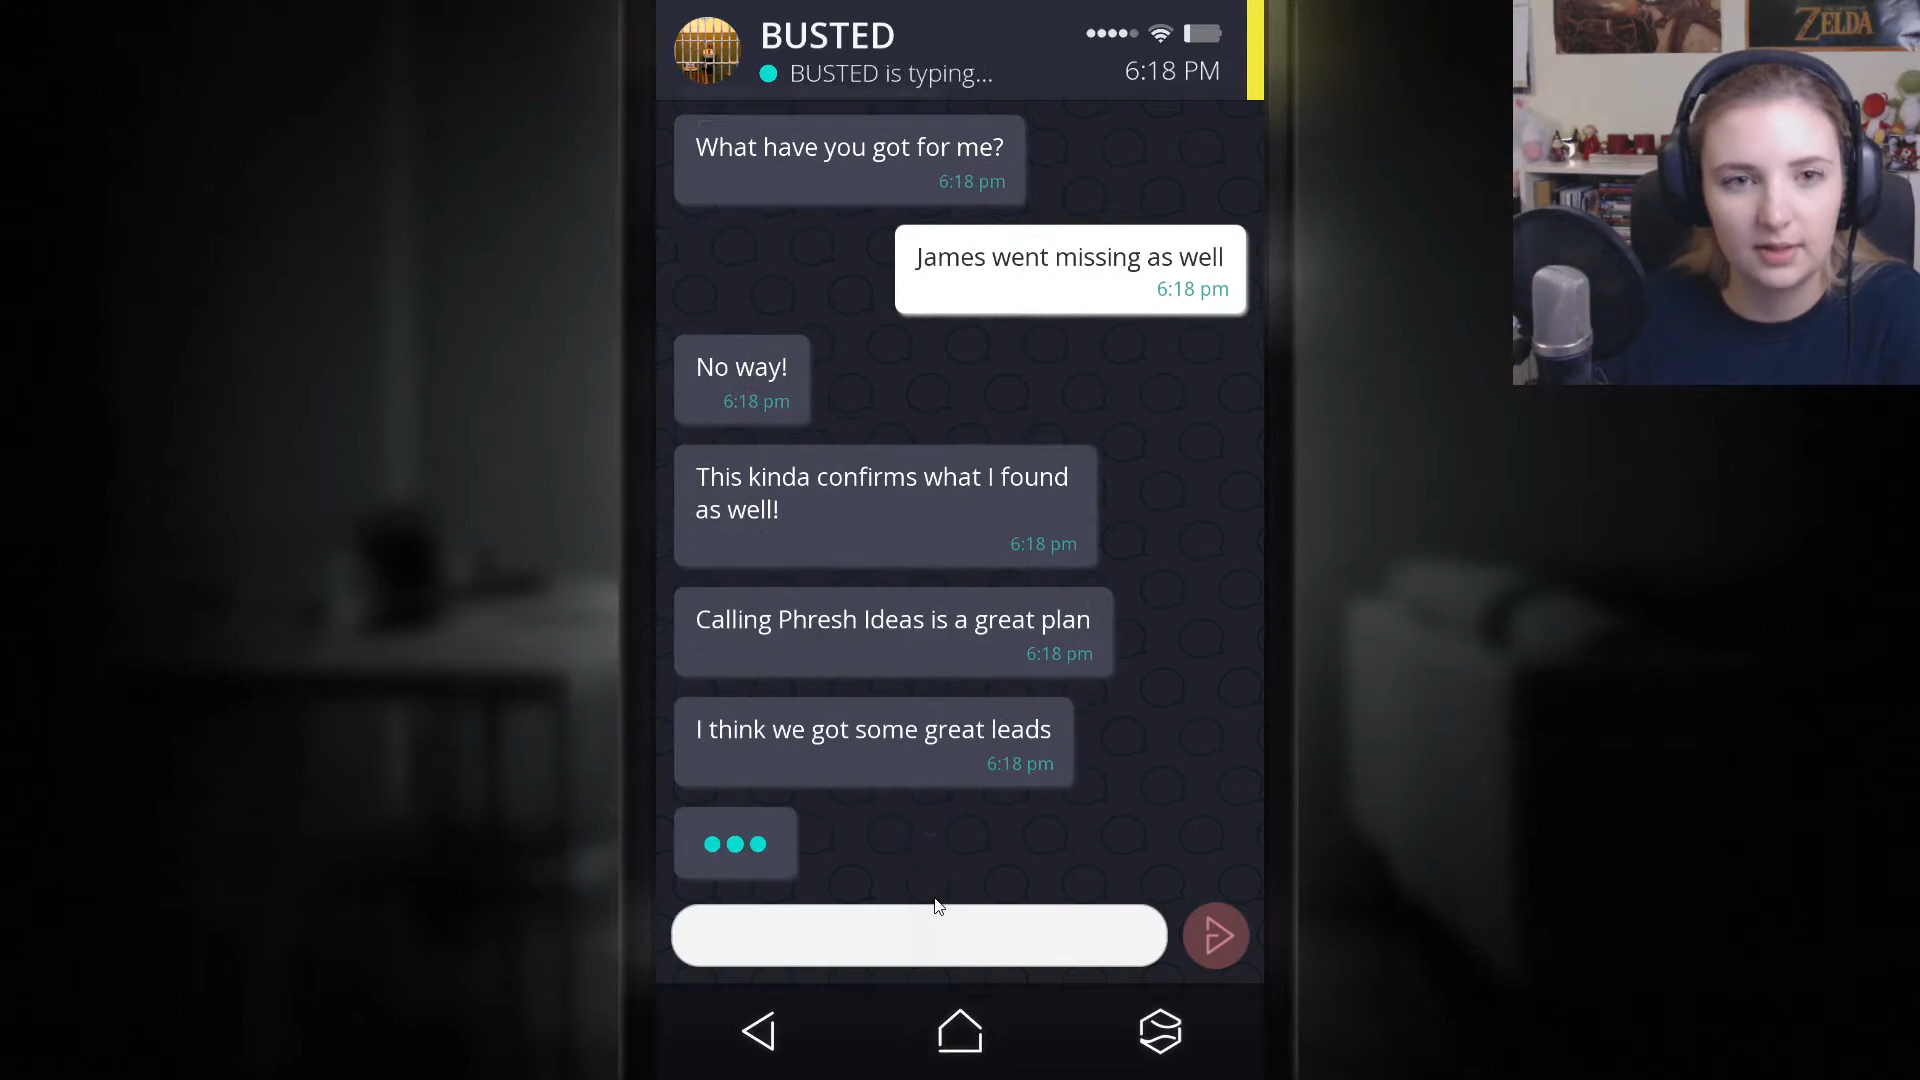 BUSTED
BUSTED is typing...
6:18 PM
ZELDA
What have you got for me?
6:18 pm
James went missing as well
6:18 pm
No way!
6:18 pm
This kinda confirms what I found
as well!
6:18 pm
Calling Phresh Ideas is a great plan
6:18 pm
I think we got some great leads
6:18 pm